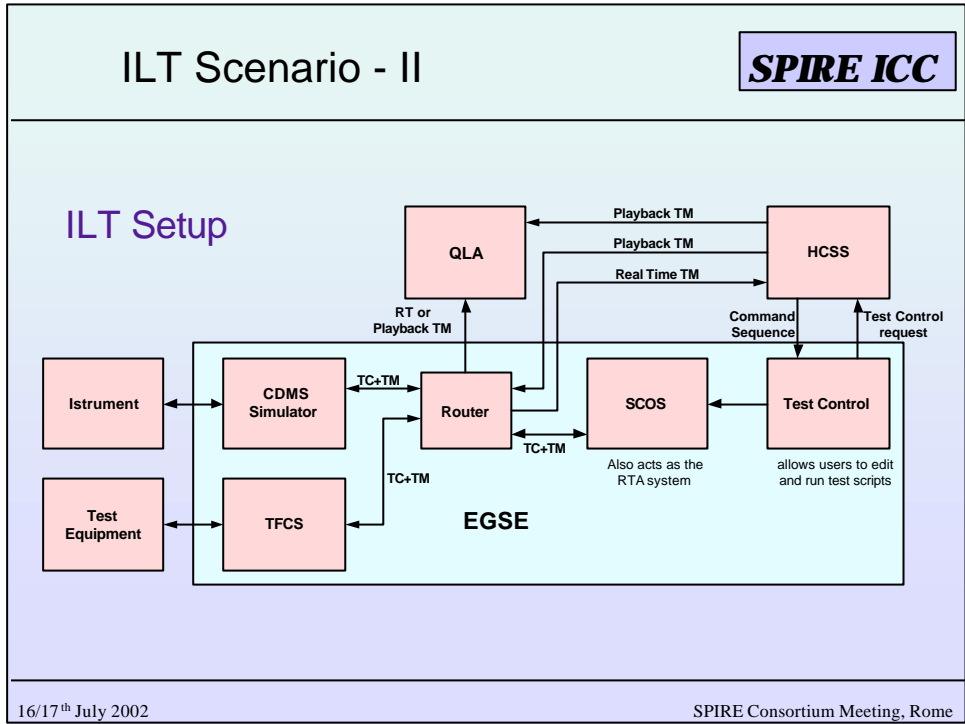 ILT Scenario - II
SPIRE ICC
ILT Setup
QLA
Playback TM
Playback TM
Real Time TM
HCSS
RT or
Playback TM
Command
Sequence
Test Control
request
Istrument
CDMS
Simulator
TC+TM
Router
SCOS
Test Control
TC+TM
TC+TM
Also acts as the
RTA system
allows users to edit
and run test scripts
Test
Equipment
TFCS
EGSE
16/17th July 2002
SPIRE Consortium Meeting, Rome